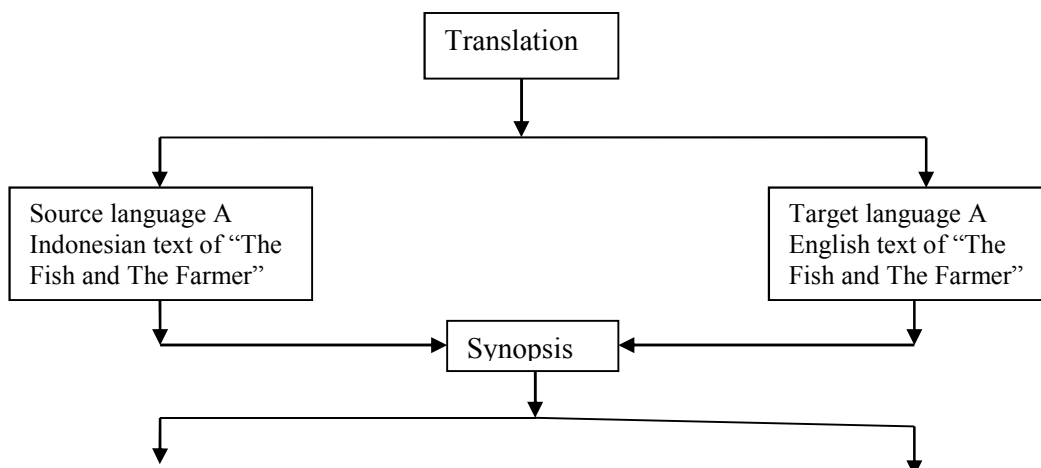 Translation
Source language A
Indonesian text of “The
Fish and The Farmer”
Target language A
English text of “The
Fish and The Farmer”
Synopsis